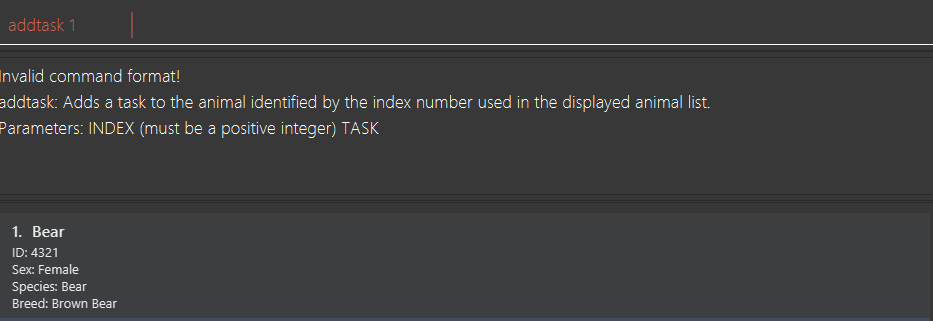 addtask 1
Invalid command format!
addtask: Adds a task to the animal identified by the index number used in the displayed animal list.
Parameters: INDEX (must be a positive integer) TASK
1. Bear
ID: 4321
Sex: Female
Species: Bear
Breed: Brown Bear